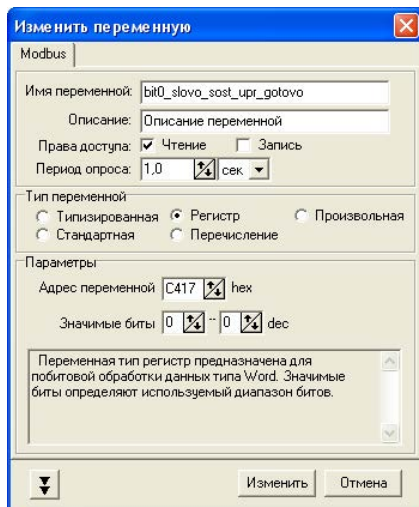 Изменить переменную
Modbus
Имя переменной: bit0_slovo_sost_upr_gotovo
Описание: Описание переменной
Права доступа: Чтение Запись
Период опроса: 1,0 сек
Тип переменной
Типизированная Регистр Произвольная
Стандартная Перечисление
Параметры
Адрес переменной C417 hex
Значимые биты 0 -- 0 dec
Переменная тип регистр предназначена для
побитовой обработки данных типа Word. Значимые
биты определяют используемый диапазон битов.
Изменить Отмена